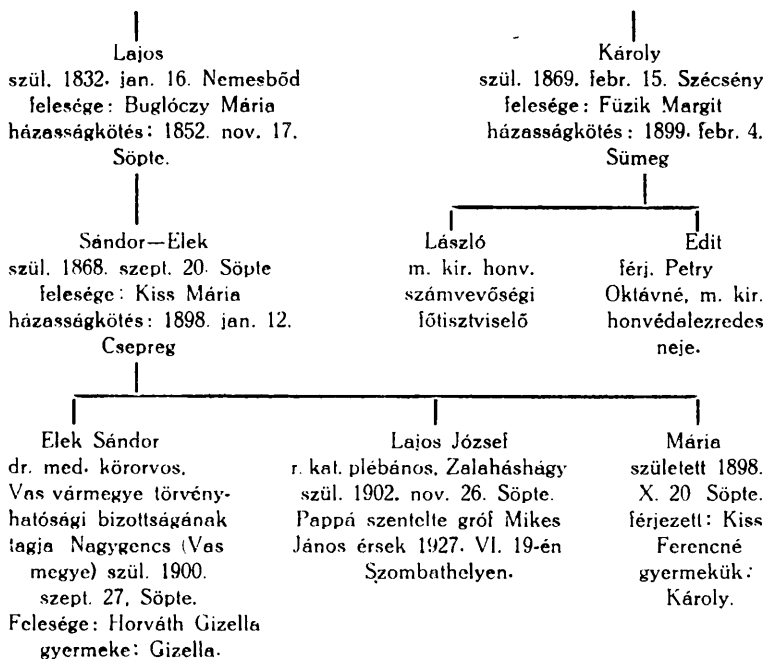 Lajos
szül. 1832. jan. 16. Nemesbőd
felesége: Buglóczy Mária
házasságkötés: 1852. nov. 17.
Söpte.
Károly
szül. 1869. febr. 15. Szécsény
felesége: Füzik Margit
házasságkötés: 1899. febr. 4.
Sümeg
Sándor—Elek
szül. 1868. szept. 20. Söpte
felesége: Kiss Mária
házasságkötés: 1898. jan. 12.
Csepreg
László
m. kir. honv.
számvevőségi
főtisztviselő
Edit
férj. Petry
Oktávné, m. kir.
honvédalezredes
neje.
Elek Sándor
dr. med. körorvos,
Vas vármegye törvény-
hatósági bizottságának
tagja Nagygencs (Vas
megye) szül. 1900.
szept. 27, Söpte.
Felesége: Horváth Gizella
gyermeke: Gizella.
Lajos József
r. kat. plébános, Zalaháshágy
szül. 1902. nov. 26. Söpte.
Pappá szentelte gróf Mikes
János érsek 1927. VI. 19-én
Szombathelyen.
Mária
született 1898.
X. 20 Söpte.
férjezett: Kiss
Ferencné
gyermekük:
Károly.